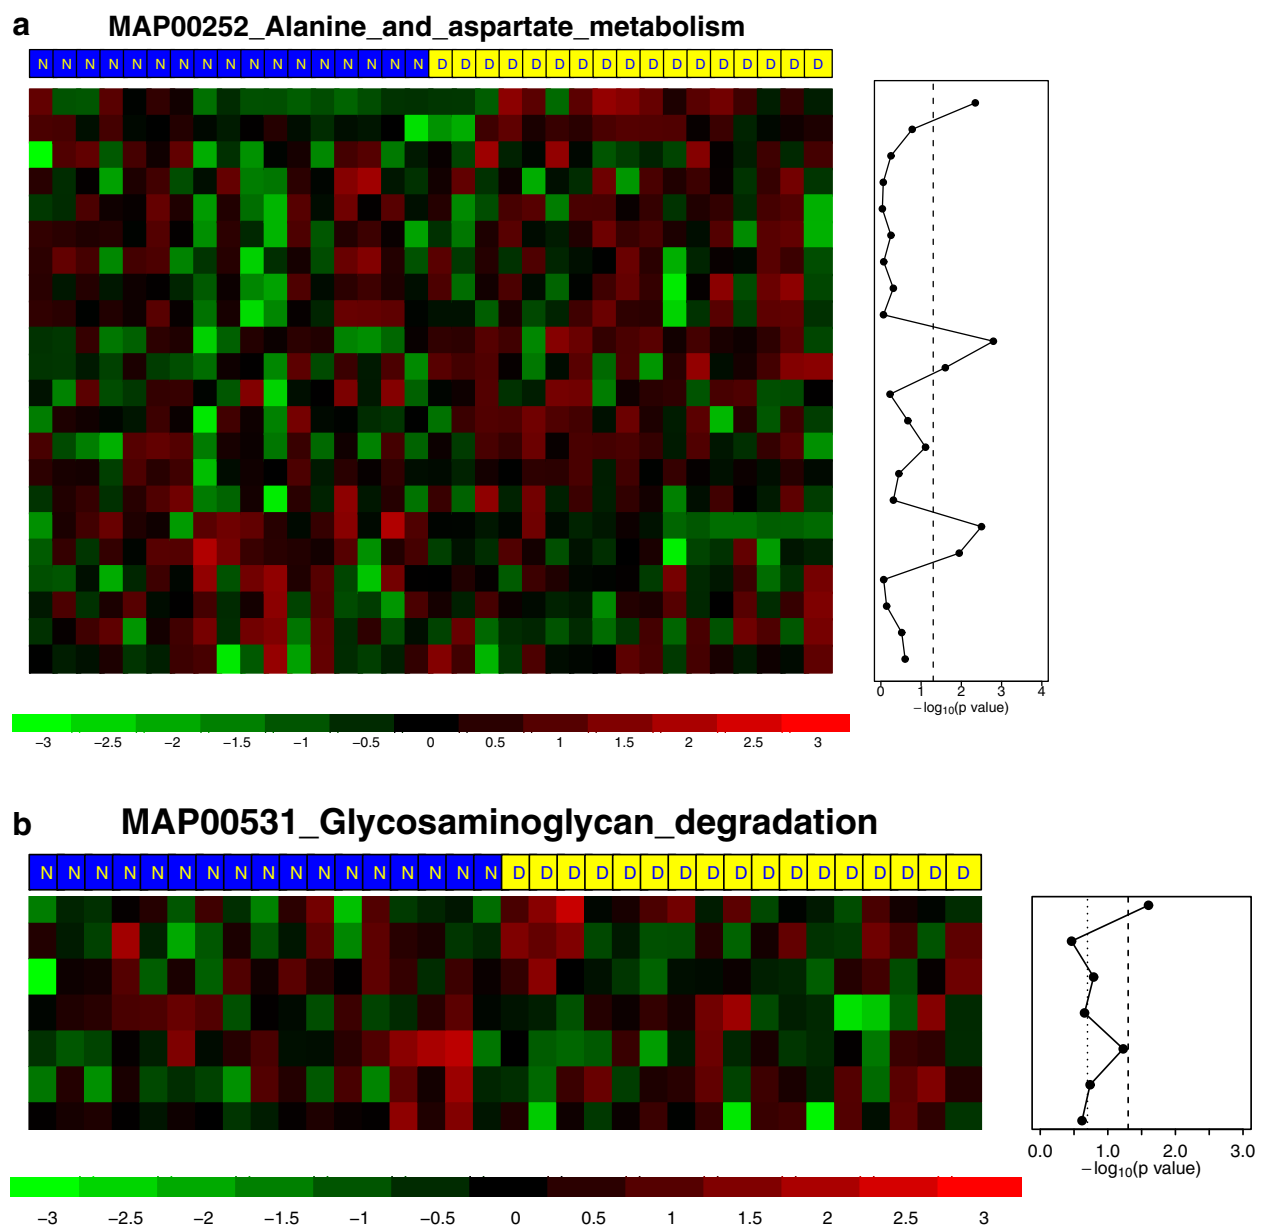 a
MAP00252_Alanine_and_aspartate_metabolism
N N N N N N N N N N N N N N N N N D D D D D D D D D D D D D D D D D
0 1 2 3 4
−log10(p value)
−3 −2.5 −2 −1.5 −1 −0.5 0 0.5 1 1.5 2 2.5 3
b
MAP00531_Glycosaminoglycan_degradation
N N N N N N N N N N N N N N N N N D D D D D D D D D D D D D D D D D
0.0 1.0 2.0 3.0
−log10(p value)
−3 −2.5 −2 −1.5 −1 −0.5 0 0.5 1 1.5 2 2.5 3